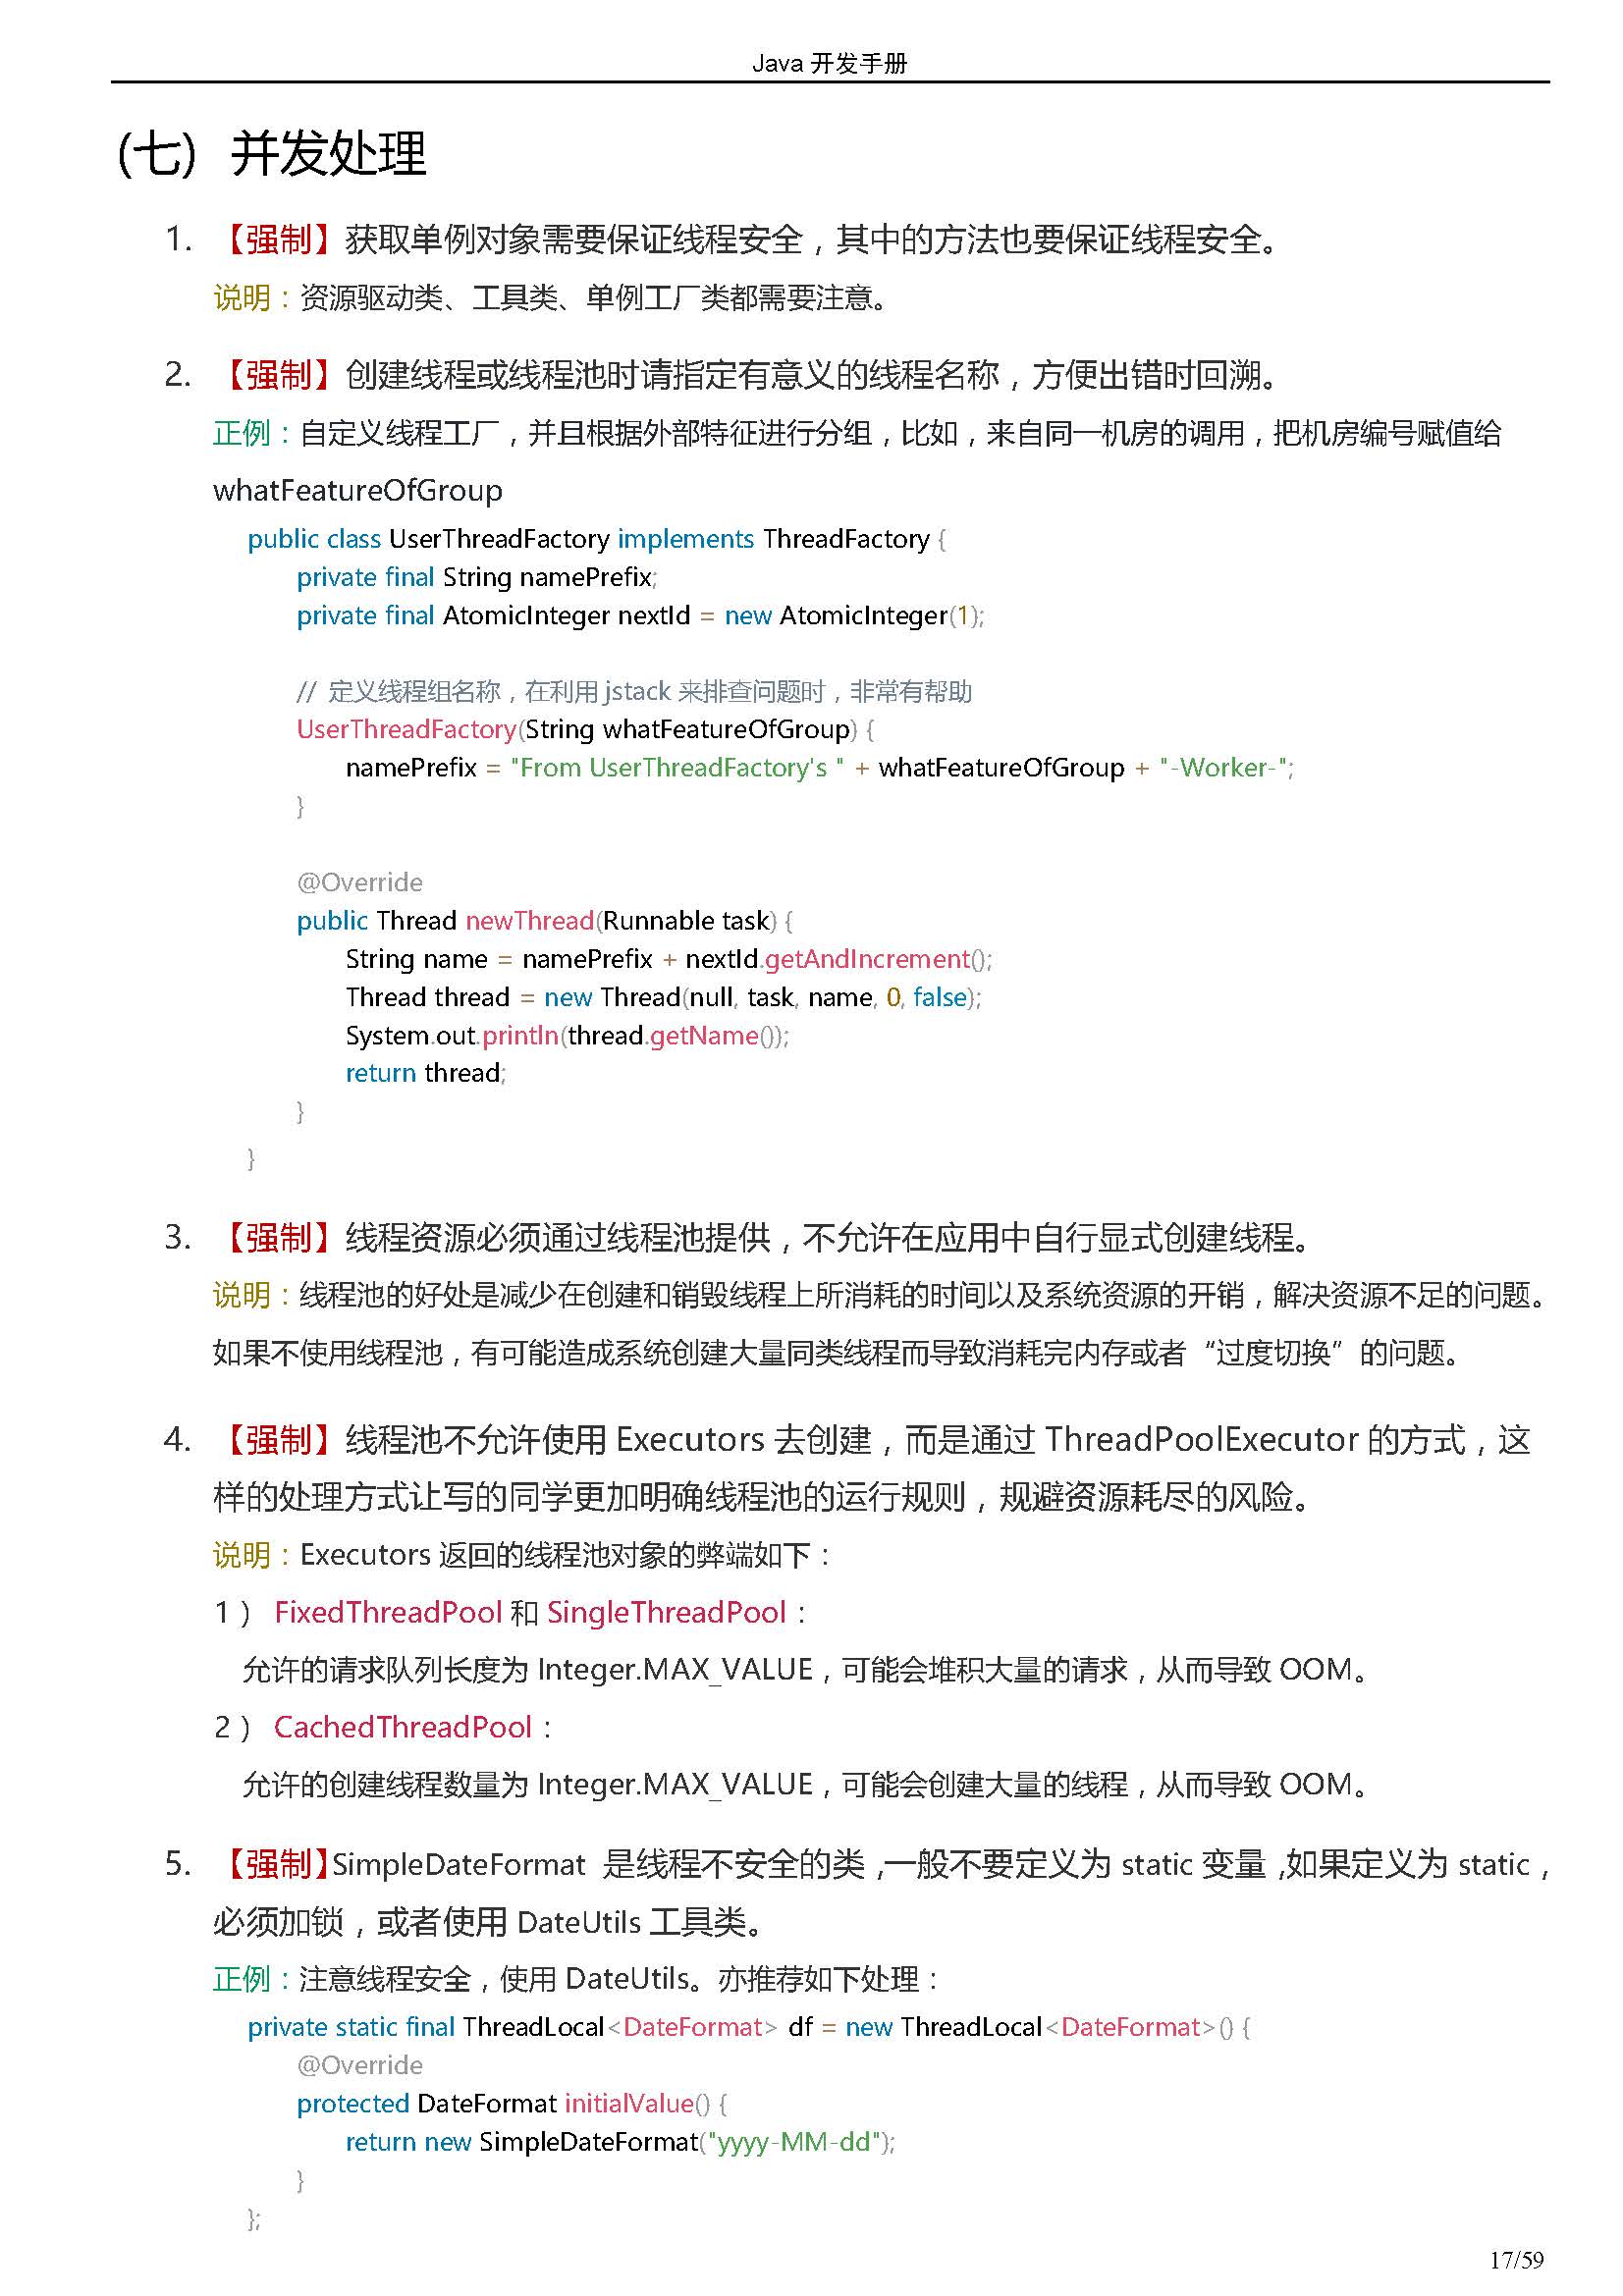 Java 开发手册
(七) 并发处理
1. 【强制】获取单例对象需要保证线程安全，其中的方法也要保证线程安全。
说明：资源驱动类、工具类、单例工厂类都需要注意。
2. 【强制】创建线程或线程池时请指定有意义的线程名称，方便出错时回溯。
正例：自定义线程工厂，并且根据外部特征进行分组，比如，来自同一机房的调用，把机房编号赋值给
whatFeatureOfGroup
public class UserThreadFactory implements ThreadFactory {
private final String namePrefix;
private final AtomicInteger nextId = new AtomicInteger(1);
// 定义线程组名称，在利用 jstack 来排查问题时，非常有帮助
UserThreadFactory(String whatFeatureOfGroup) {
namePrefix = "From UserThreadFactory's " + whatFeatureOfGroup + "-Worker-";
}
@Override
public Thread newThread(Runnable task) {
String name = namePrefix + nextId.getAndIncrement();
Thread thread = new Thread(null, task, name, 0, false);
System.out.println(thread.getName());
return thread;
}
}
3. 【强制】线程资源必须通过线程池提供，不允许在应用中自行显式创建线程。
说明：线程池的好处是减少在创建和销毁线程上所消耗的时间以及系统资源的开销，解决资源不足的问题。
如果不使用线程池，有可能造成系统创建大量同类线程而导致消耗完内存或者“过度切换”的问题。
4. 【强制】线程池不允许使用 Executors 去创建，而是通过 ThreadPoolExecutor 的方式，这
样的处理方式让写的同学更加明确线程池的运行规则，规避资源耗尽的风险。
说明：Executors 返回的线程池对象的弊端如下：
1） FixedThreadPool 和 SingleThreadPool：
允许的请求队列长度为 Integer.MAX_VALUE，可能会堆积大量的请求，从而导致 OOM。
2） CachedThreadPool：
允许的创建线程数量为 Integer.MAX_VALUE，可能会创建大量的线程，从而导致 OOM。
5. 【强制】SimpleDateFormat 是线程不安全的类，一般不要定义为 static 变量，如果定义为 static，
必须加锁，或者使用 DateUtils 工具类。
正例：注意线程安全，使用 DateUtils。亦推荐如下处理：
private static final ThreadLocal<DateFormat> df = new ThreadLocal<DateFormat>() {
@Override
protected DateFormat initialValue() {
return new SimpleDateFormat("yyyy-MM-dd");
}
};
17/59